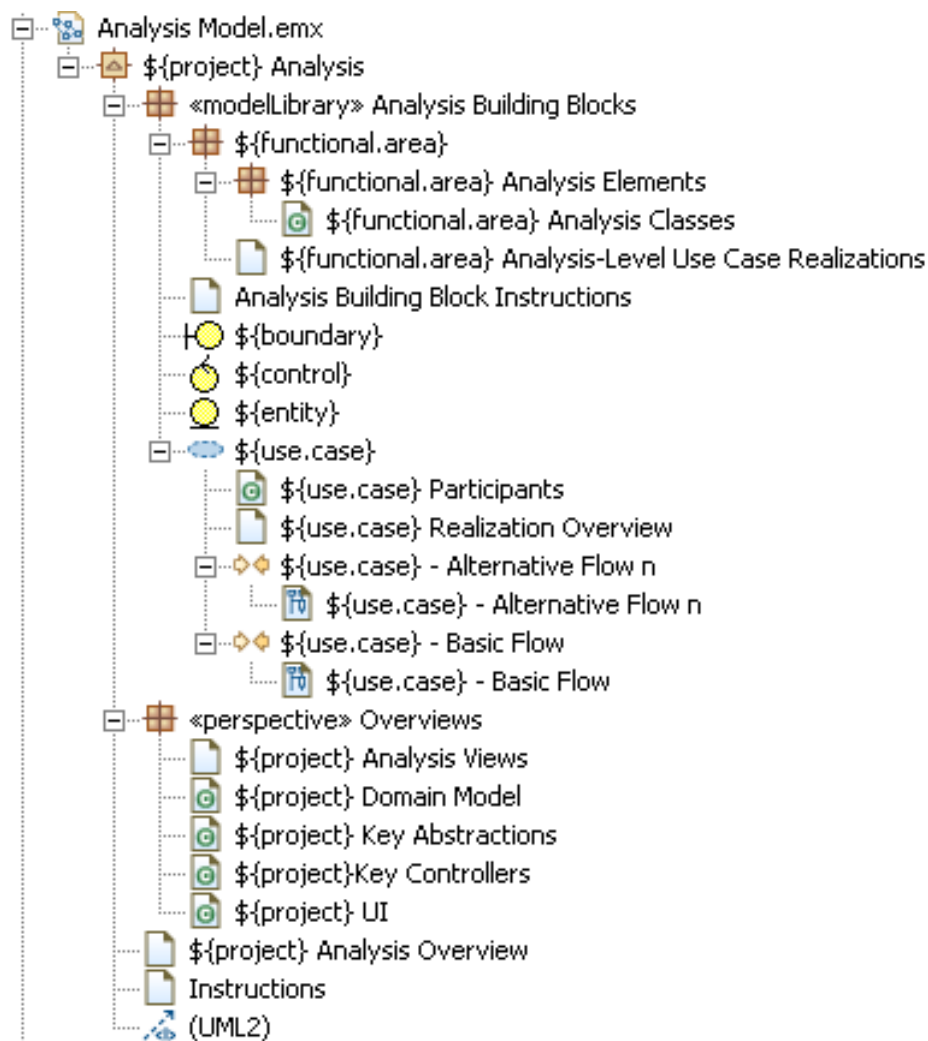 Analysis Model.emx
${project} Analysis
«modelLibrary» Analysis Building Blocks
${functional.area}
${functional.area} Analysis Elements
${functional.area} Analysis Classes
${functional.area} Analysis-Level Use Case Realizations
Analysis Building Block Instructions
${boundary}
${control}
${entity}
${use.case}
${use.case} Participants
${use.case} Realization Overview
${use.case} - Alternative Flow n
${use.case} - Alternative Flow n
${use.case} - Basic Flow
${use.case} - Basic Flow
«perspective» Overviews
${project} Analysis Views
${project} Domain Model
${project} Key Abstractions
${project}Key Controllers
${project} UI
${project} Analysis Overview
Instructions
(UML2)